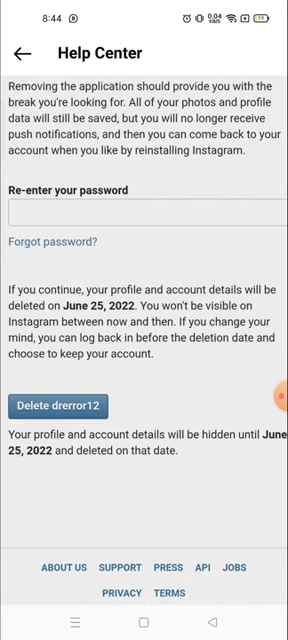 8:44
0.04
KB/S
19
Help Center
Removing the application should provide you with the
break you're looking for. All of your photos and profile
data will still be saved, but you will no longer receive
push notifications, and then you can come back to your
account when you like by reinstalling Instagram.
Re-enter your password
Forgot password?
If you continue, your profile and account details will be
deleted on June 25, 2022. You won't be visible on
Instagram between now and then. If you change your
mind, you can log back in before the deletion date and
choose to keep your account.
Delete drerror12
Your profile and account details will be hidden until June
25, 2022 and deleted on that date.
ABOUT US SUPPORT PRESS API JOBS
PRIVACY TERMS